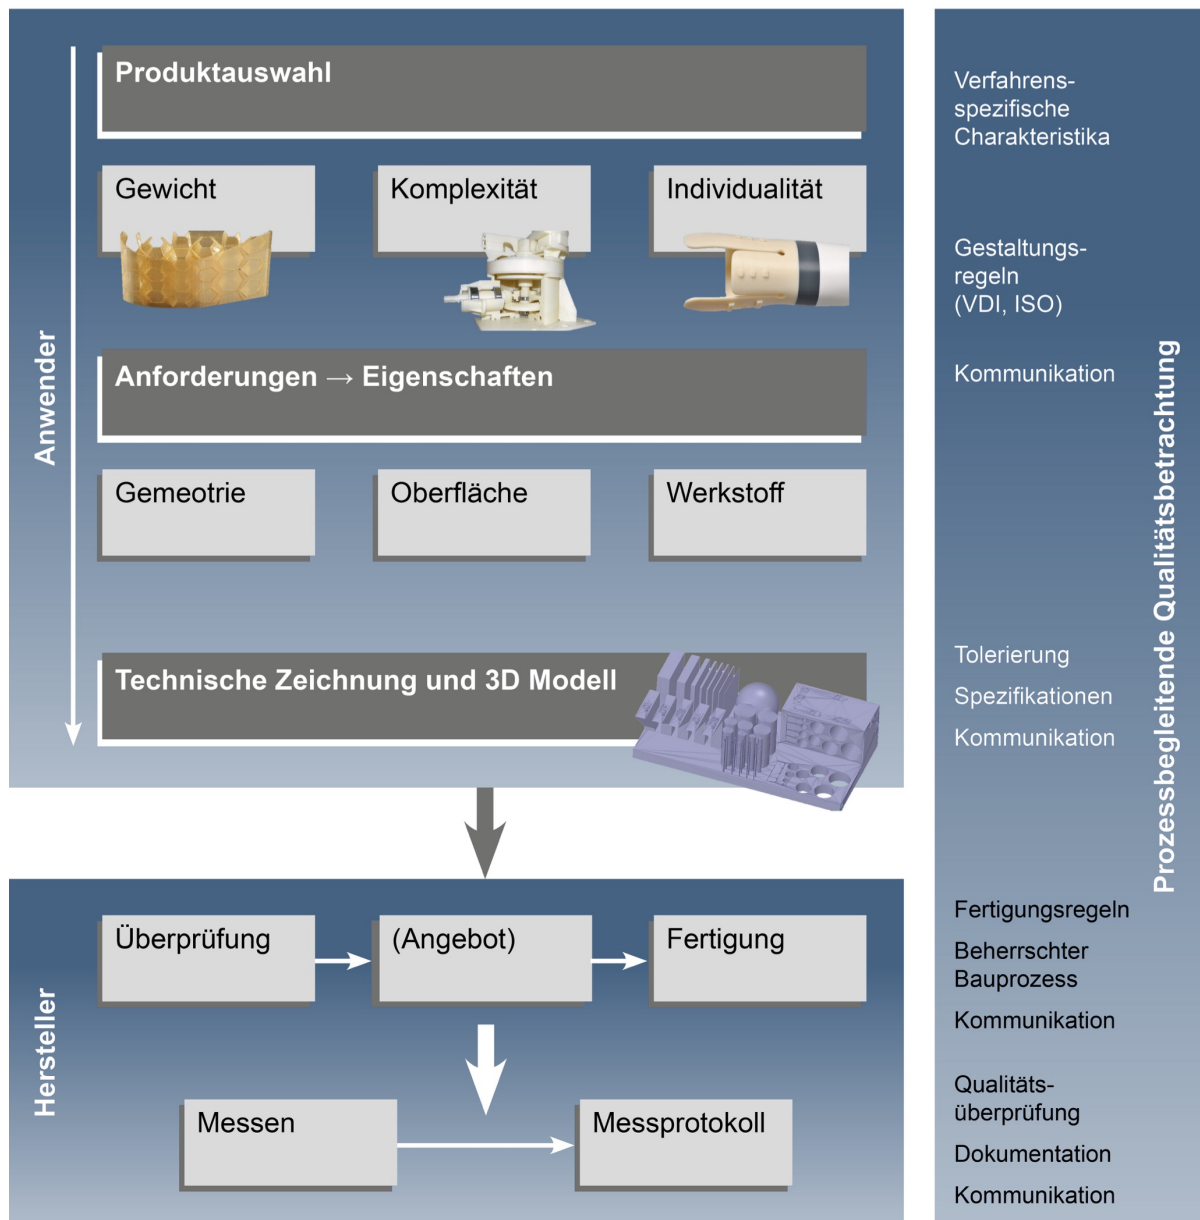 Anwender
Produktauswahl
Gewicht
Komplexität
Individualität
Anforderungen → Eigenschaften
Gemeotrie
Oberfläche
Werkstoff
Technische Zeichnung und 3D Modell
Hersteller
Überprüfung
(Angebot)
Fertigung
Messen
Messprotokoll
Prozessbegleitende Qualitätsbetrachtung
Verfahrens-
spezifische
Charakteristika
Gestaltungs-
regeln
(VDI, ISO)
Kommunikation
Tolerierung
Spezifikationen
Kommunikation
Fertigungsregeln
Beherrschter
Bauprozess
Kommunikation
Qualitäts-
überprüfung
Dokumentation
Kommunikation